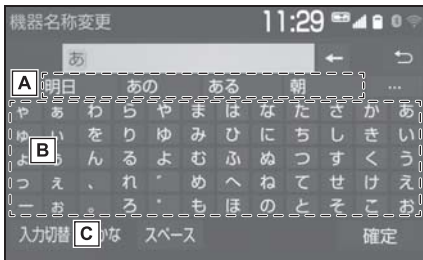 機器名称変更 11:29
あ ←
A 明日 あの ある 朝 ...
ゃ ぁ わ ら や ま は な た さ か あ
ゅ ぃ を り ゆ み ひ に ち し き い
ょ ぅ ん る よ む ふ ぬ つ す く う
っ ぇ 、 れ ゛ め へ ね て せ け え
ー ぉ 。 ろ ゜ も ほ の と そ こ お
B
入力切替 C かな スペース 確定